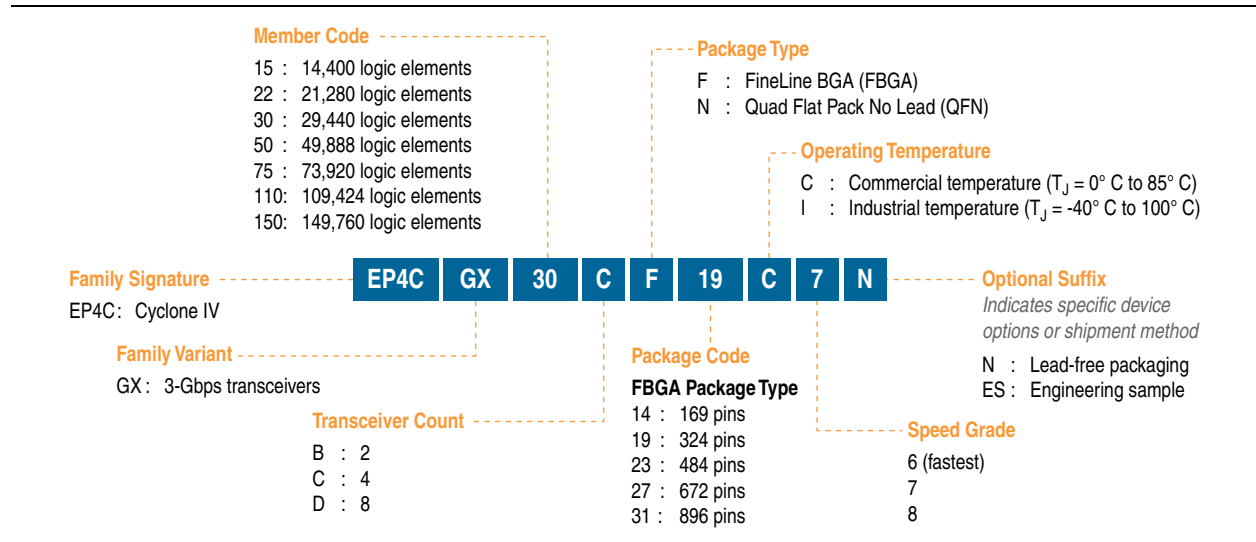 Member Code
15 : 14,400 logic elements
22 : 21,280 logic elements
30 : 29,440 logic elements
50 : 49,888 logic elements
75 : 73,920 logic elements
110: 109,424 logic elements
150: 149,760 logic elements
Package Type
F : FineLine BGA (FBGA)
N : Quad Flat Pack No Lead (QFN)
Operating Temperature
C : Commercial temperature (TJ = 0° C to 85° C)
I : Industrial temperature (TJ = -40° C to 100° C)
EP4C GX 30 C F 19 C 7 N
Family Signature
EP4C: Cyclone IV
Family Variant
GX : 3-Gbps transceivers
Transceiver Count
B : 2
C : 4
D : 8
Package Code
FBGA Package Type
14 : 169 pins
19 : 324 pins
23 : 484 pins
27 : 672 pins
31 : 896 pins
Speed Grade
6 (fastest)
7
8
Optional Suffix
Indicates specific device
options or shipment method
N : Lead-free packaging
ES : Engineering sample